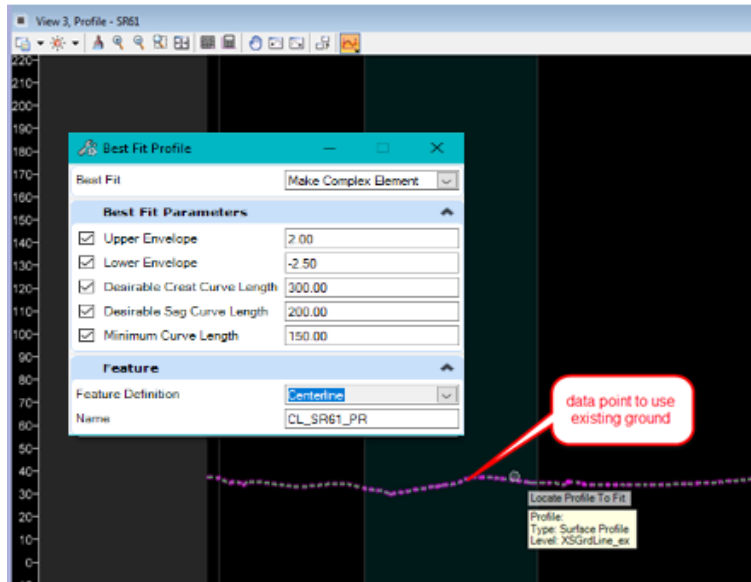 View 3, Profile - SR61
220-
210-
200-
190-
180-
170-
160-
150-
140-
130-
120-
110-
100-
90-
80-
70-
60-
50-
40-
30-
20-
10-
0-
Best Fit Profile
Best Fit Make Complex Element
Best Fit Parameters
Upper Envelope 2.00
Lower Envelope -2.50
Desirable Crest Curve Length 300.00
Desirable Sag Curve Length 200.00
Minimum Curve Length 150.00
Feature
Feature Definition Centerline
Name CL_SR61_PR
data point to use
existing ground
Locate Profile To Fit
Profile:
Type: Surface Profile
Level: XSGrdLine_ex